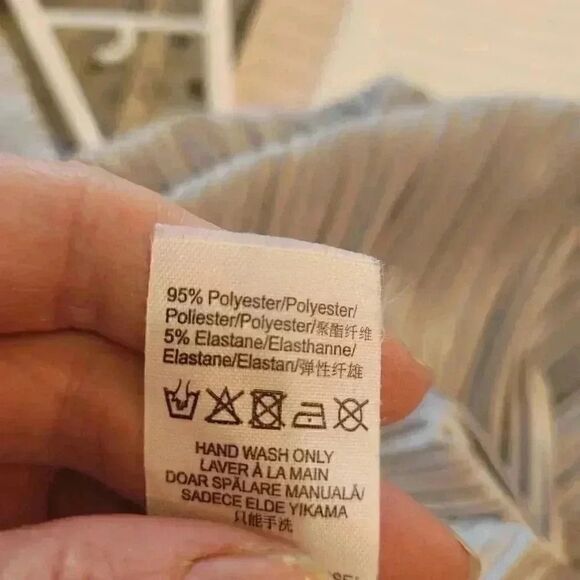 95% Polyester/Polyester/
Poliester/Polyester/聚酯纤维
5% Elastane/Elasthanne/
Elastane/Elastan/弹性纤雄
HAND WASH ONLY
LAVER À LA MAIN
DOAR SPĂLARE MANUALĂ/
SADECE ELDE YIKAMA
只能手洗